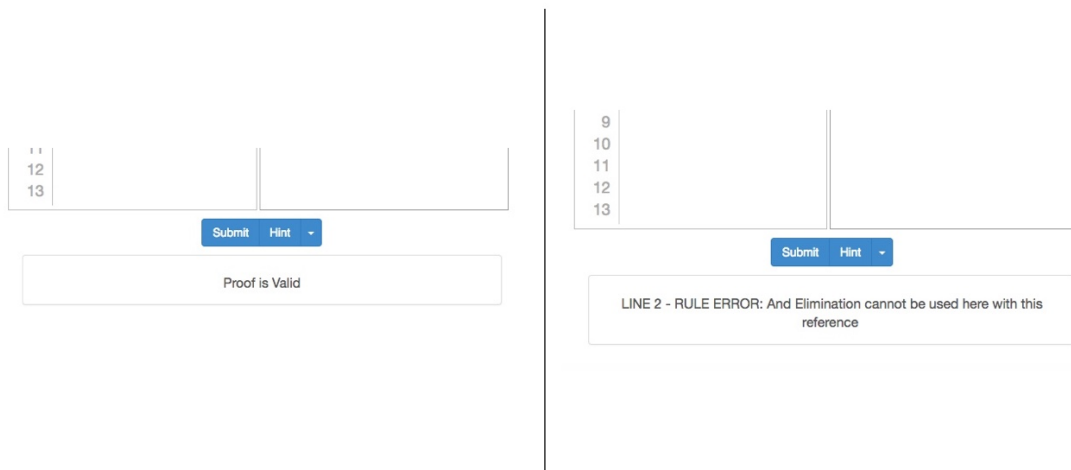 12
13
Submit Hint
Proof is Valid
9
10
11
12
13
Submit Hint
LINE 2 - RULE ERROR: And Elimination cannot be used here with this
reference